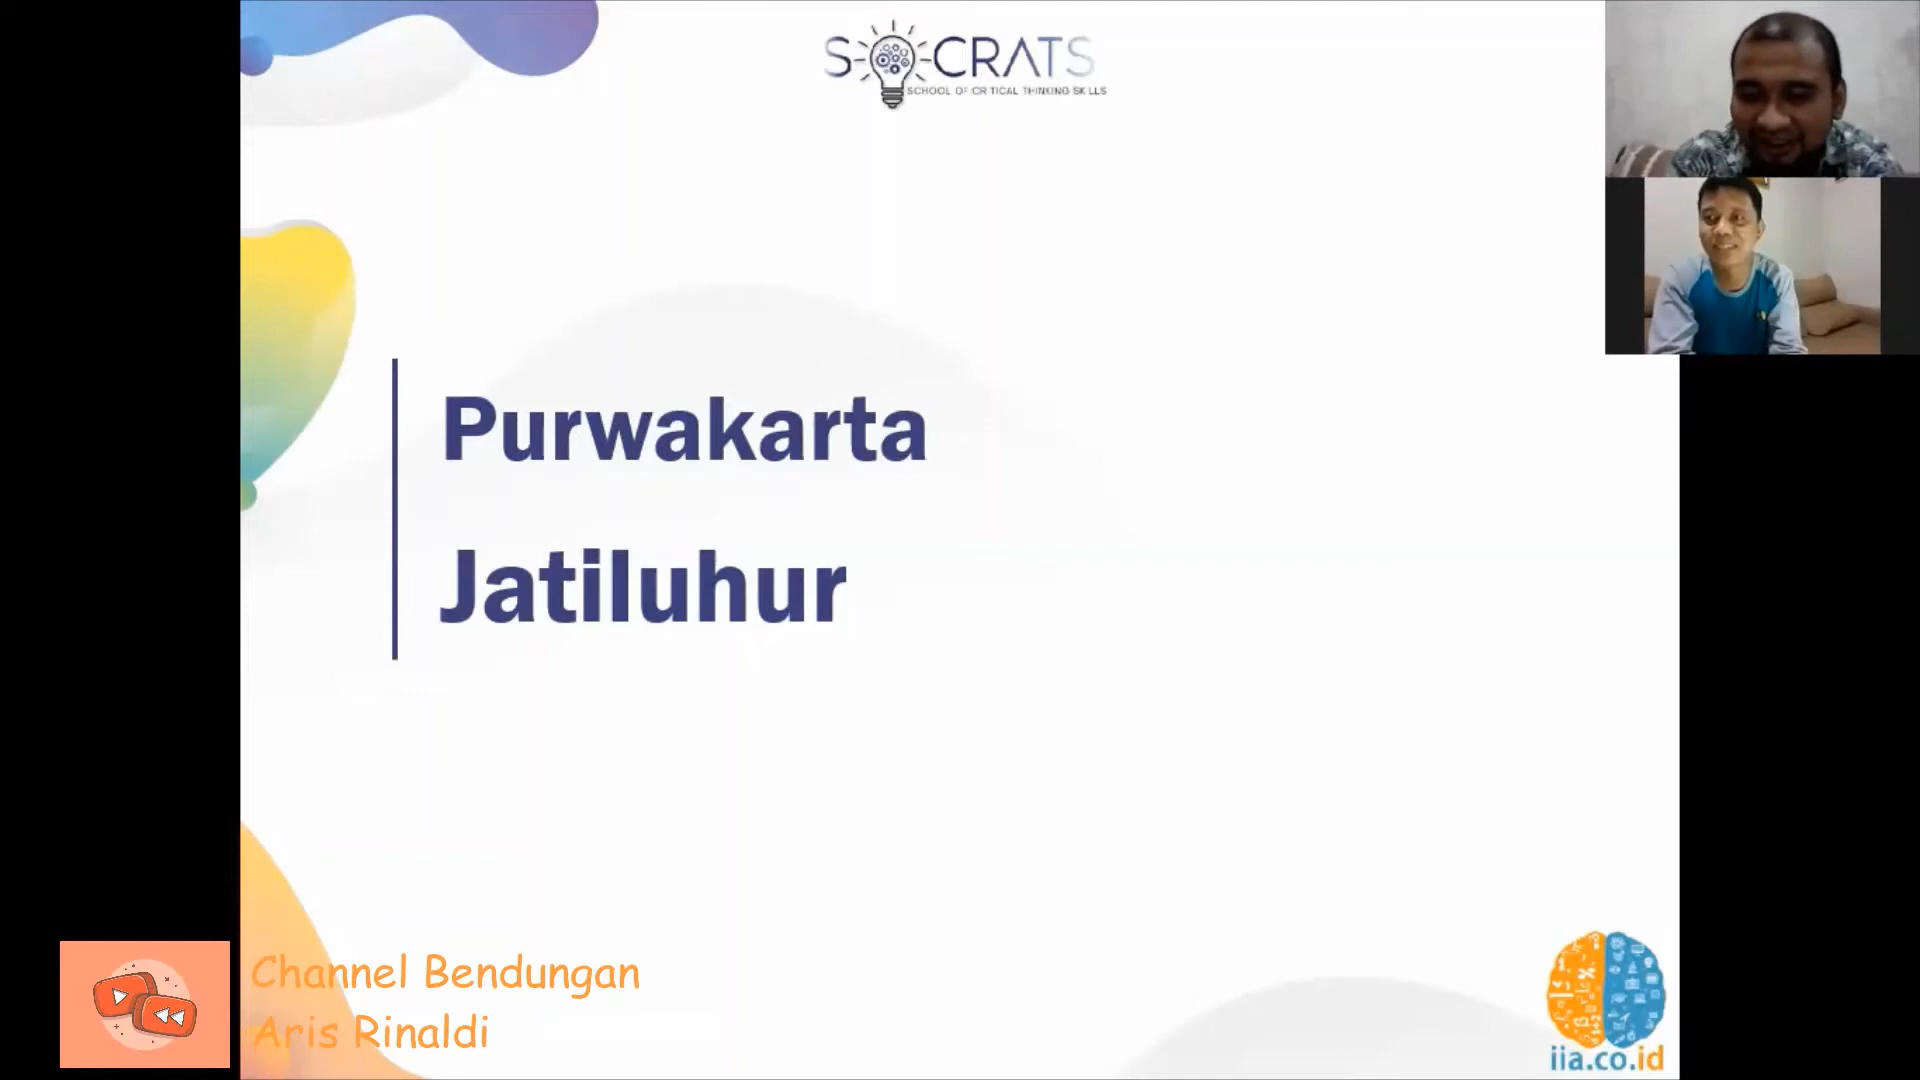 SOCRATS
SCHOOL OF CRITICAL THINKING SKILLS
Purwakarta
Jatiluhur
Channel Bendungan
Aris Rinaldi
iia.co.id